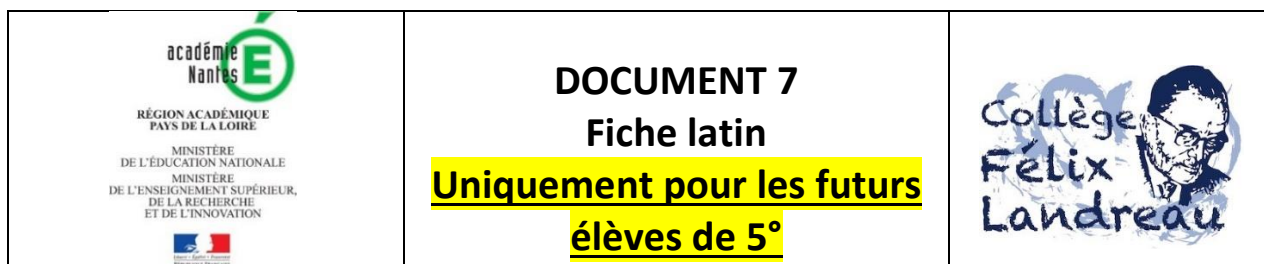 académie
Nantes
É
RÉGION ACADÉMIQUE
PAYS DE LA LOIRE
MINISTÈRE
DE L'ÉDUCATION NATIONALE
MINISTÈRE
DE L'ENSEIGNEMENT SUPÉRIEUR,
DE LA RECHERCHE
ET DE L'INNOVATION
DOCUMENT 7
Fiche latin
Uniquement pour les futurs
élèves de 5°
Collège
Félix
Landreau